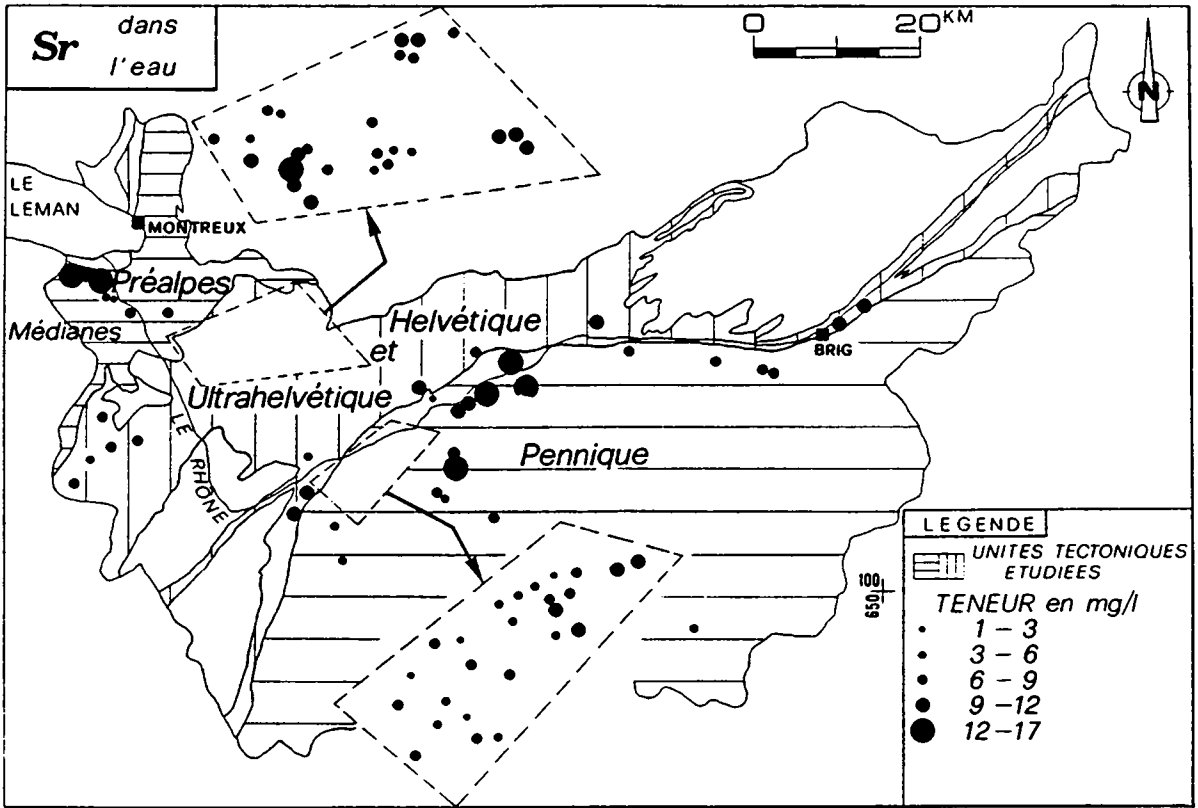 Sr
dans
l'eau
0 20 KM
N
LE
LEMAN
MONTREUX
Préalpes
Médianes
Helvétique
et
Ultrahelvétique
BRIG
LE RHÔNE
Pennique
100
650
LEGENDE
UNITES TECTONIQUES
ETUDIEES
TENEUR en mg/l
1 – 3
3 – 6
6 – 9
9 – 12
12 – 17